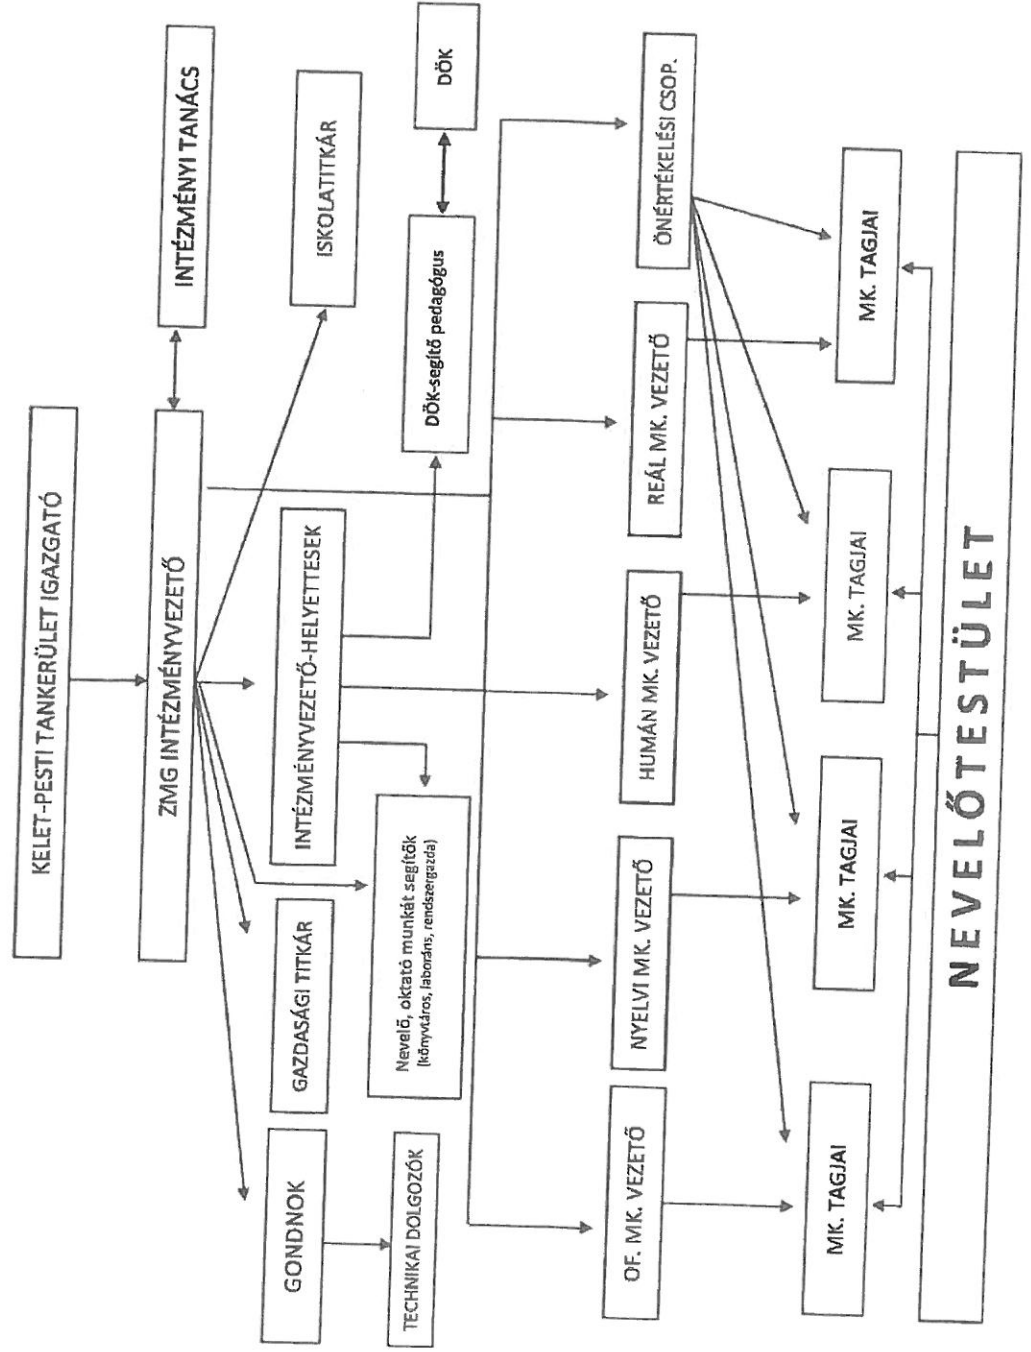 KELET-PESTI TANKERÜLET IGAZGATÓ
ZMG INTÉZMÉNYVEZETŐ
INTÉZMÉNYI TANÁCS
GONDNOK
GAZDASÁGI TITKÁR
INTÉZMÉNYVEZETŐ-HELYETTESEK
ISKOLATITKÁR
TECHNIKAI DOLGOZÓK
Nevelő, oktató munkát segítők
(könyvtáros, laboráns, rendszergazda)
DÖK-segítő pedagógus
DÖK
OF. MK. VEZETŐ
NYELVI MK. VEZETŐ
HUMÁN MK. VEZETŐ
REÁL MK. VEZETŐ
ÖNÉRTÉKELÉSI CSOP.
MK. TAGJAI
MK. TAGJAI
MK. TAGJAI
MK. TAGJAI
NEVELŐTESTÜLET